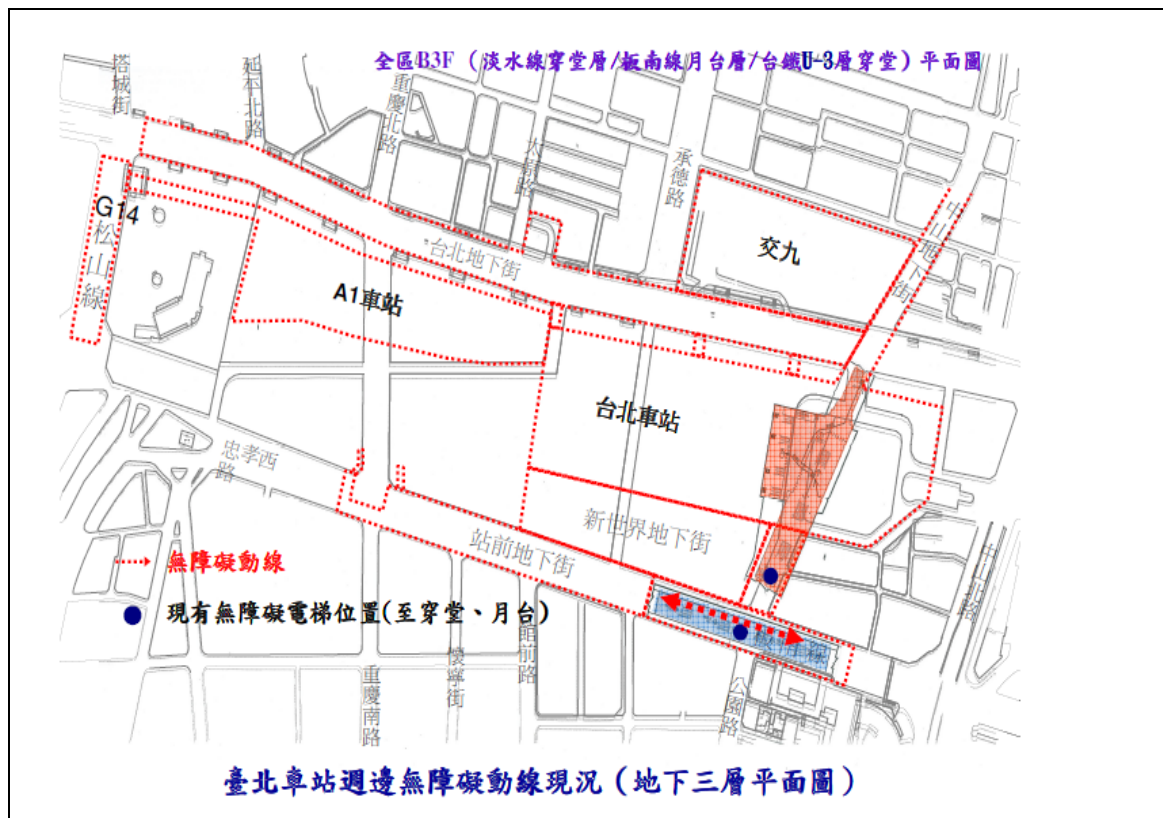 全區B3F（淡水線穿堂層/板南線月台層/台鐵U-3層穿堂）平面圖
塔城街
延平北路
重慶北路
太原路
承德路
中山地下街
G14
松山線
台北地下街
交九
A1車站
台北車站
忠孝西路
新世界地下街
站前地下街
中山北路
無障礙動線
現有無障礙電梯位置(至穿堂、月台)
館前路
懷寧街
重慶南路
公園路
臺北車站週邊無障礙動線現況（地下三層平面圖）